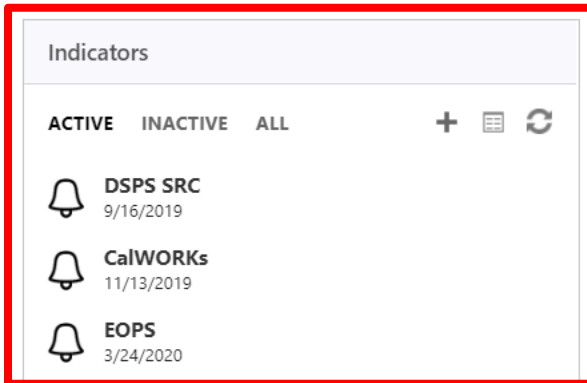 Indicators
ACTIVE INACTIVE ALL
DSPS SRC
9/16/2019
CalWORKs
11/13/2019
EOPS
3/24/2020